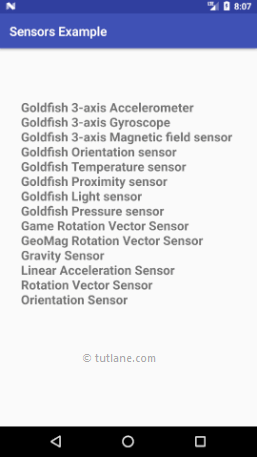 8:07
Sensors Example
Goldfish 3-axis Accelerometer
Goldfish 3-axis Gyroscope
Goldfish 3-axis Magnetic field sensor
Goldfish Orientation sensor
Goldfish Temperature sensor
Goldfish Proximity sensor
Goldfish Light sensor
Goldfish Pressure sensor
Game Rotation Vector Sensor
GeoMag Rotation Vector Sensor
Gravity Sensor
Linear Acceleration Sensor
Rotation Vector Sensor
Orientation Sensor
© tutlane.com